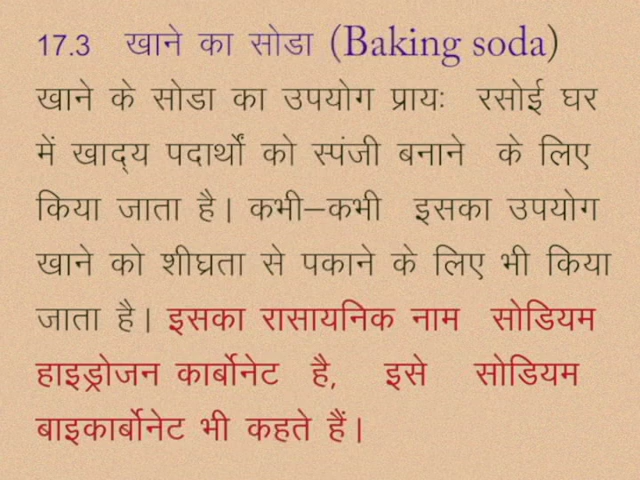 17.3 खाने का सोडा (Baking soda)
खाने के सोडा का उपयोग प्रायः रसोई घर
में खाद्य पदार्थों को स्पंजी बनाने के लिए
किया जाता है। कभी–कभी इसका उपयोग
खाने को शीघ्रता से पकाने के लिए भी किया
जाता है। इसका रासायनिक नाम सोडियम
हाइड्रोजन कार्बोनेट है, इसे सोडियम
बाइकार्बोनेट भी कहते हैं।